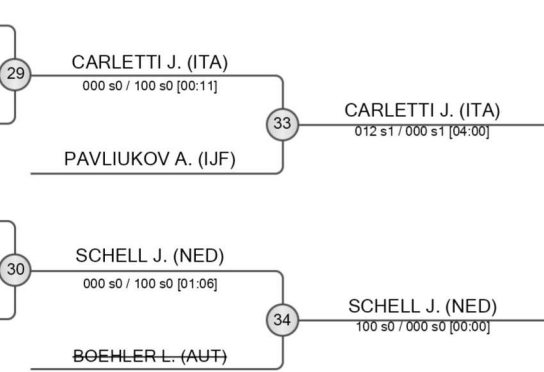 29
CARLETTI J. (ITA)
000 s0 / 100 s0 [00:11]
33
CARLETTI J. (ITA)
012 s1 / 000 s1 [04:00]
PAVLIUKOV A. (IJF)
30
SCHELL J. (NED)
000 s0 / 100 s0 [01:06]
34
SCHELL J. (NED)
100 s0 / 000 s0 [00:00]
BOEHLER L. (AUT)